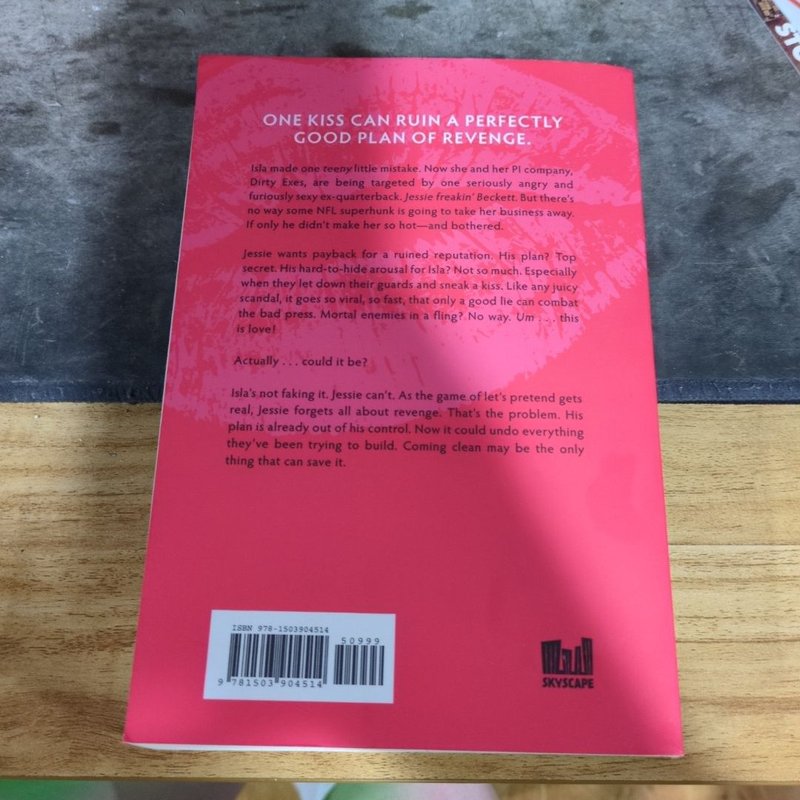 STO
ONE KISS CAN RUIN A PERFECTLY
GOOD PLAN OF REVENGE.
Isla made one teeny little mistake. Now she and her PI company,
Dirty Exes, are being targeted by one seriously angry and
furiously sexy ex-quarterback. Jessie freakin' Beckett. But there's
no way some NFL superhunk is going to take her business away.
If only he didn't make her so hot—and bothered.
Jessie wants payback for a ruined reputation. His plan? Top
secret. His hard-to-hide arousal for Isla? Not so much. Especially
when they let down their guards and sneak a kiss. Like any juicy
scandal, it goes so viral, so fast, that only a good lie can combat
the bad press. Mortal enemies in a fling? No way. Um . . . this
is love!
Actually . . . could it be?
Isla's not faking it. Jessie can't. As the game of let's pretend gets
real, Jessie forgets all about revenge. That's the problem. His
plan is already out of his control. Now it could undo everything
they've been trying to build. Coming clean may be the only
thing that can save it.
ISBN 978-1503904514
50999
9 781503 904514
SKYSCAPE